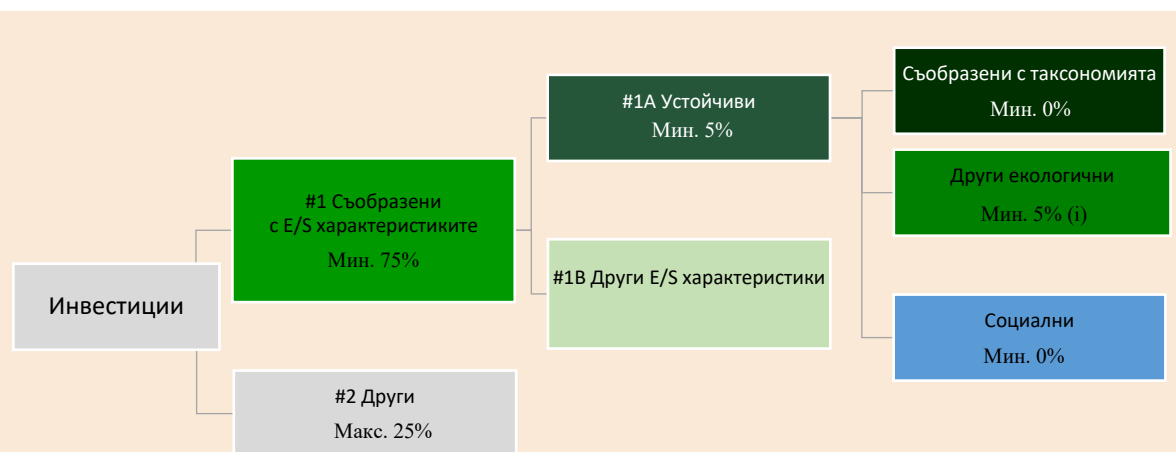 Инвестиции
#1 Съобразени
с E/S характеристиките
Мин. 75%
#2 Други
Макс. 25%
#1A Устойчиви
Мин. 5%
#1B Други E/S характеристики
Съобразени с таксономията
Мин. 0%
Други екологични
Мин. 5% (i)
Социални
Мин. 0%